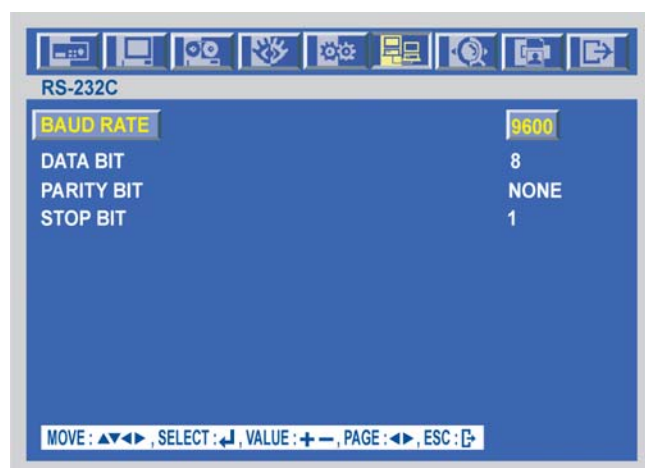 RS-232C
BAUD RATE 9600
DATA BIT 8
PARITY BIT NONE
STOP BIT 1
MOVE : ▲▼◄► , SELECT : ↵ , VALUE : + − , PAGE : ◄► , ESC :